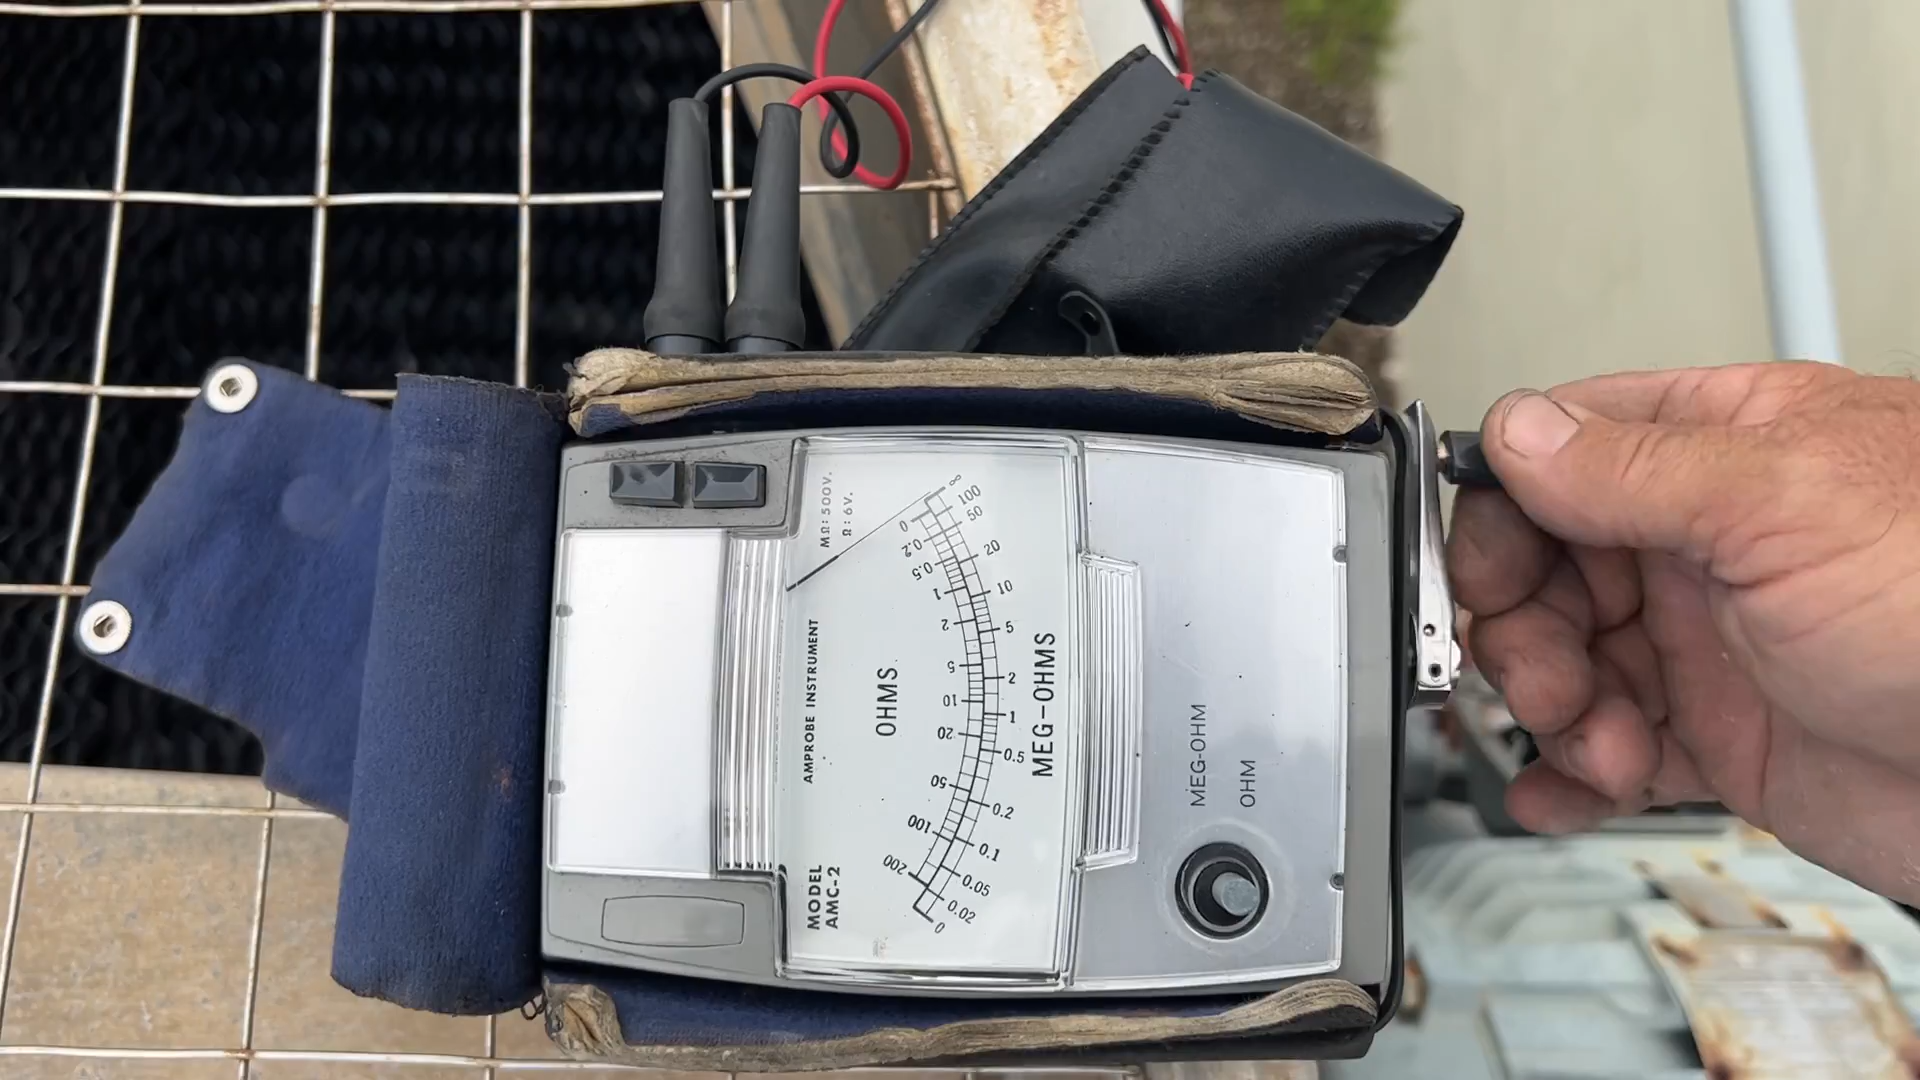 MΩ: 500V.
Ω: 6V.
∞
100
50
20
10
5
2
1
0.5
0.2
0.1
0.05
0.02
0
0
0.2
0.5
1
2
5
10
20
50
100
200
OHMS
MEG-OHMS
AMPROBE INSTRUMENT
MODEL
AMC-2
MEG-OHM
OHM